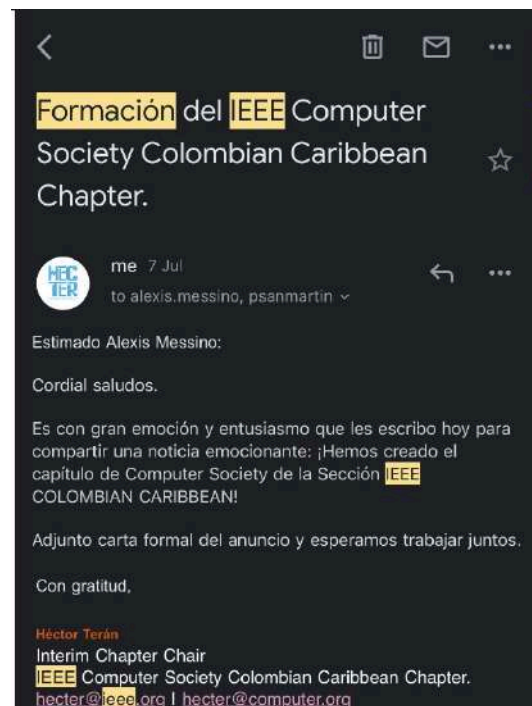 Formación del IEEE Computer
Society Colombian Caribbean
Chapter.
HEC
TER
me 7 Jul
to alexis.messino, psanmartin
Estimado Alexis Messino:
Cordial saludos.
Es con gran emoción y entusiasmo que les escribo hoy para
compartir una noticia emocionante: ¡Hemos creado el
capítulo de Computer Society de la Sección IEEE
COLOMBIAN CARIBBEAN!
Adjunto carta formal del anuncio y esperamos trabajar juntos.
Con gratitud,
Héctor Terán
Interim Chapter Chair
IEEE Computer Society Colombian Caribbean Chapter.
hecter@ieee.org | hecter@computer.org